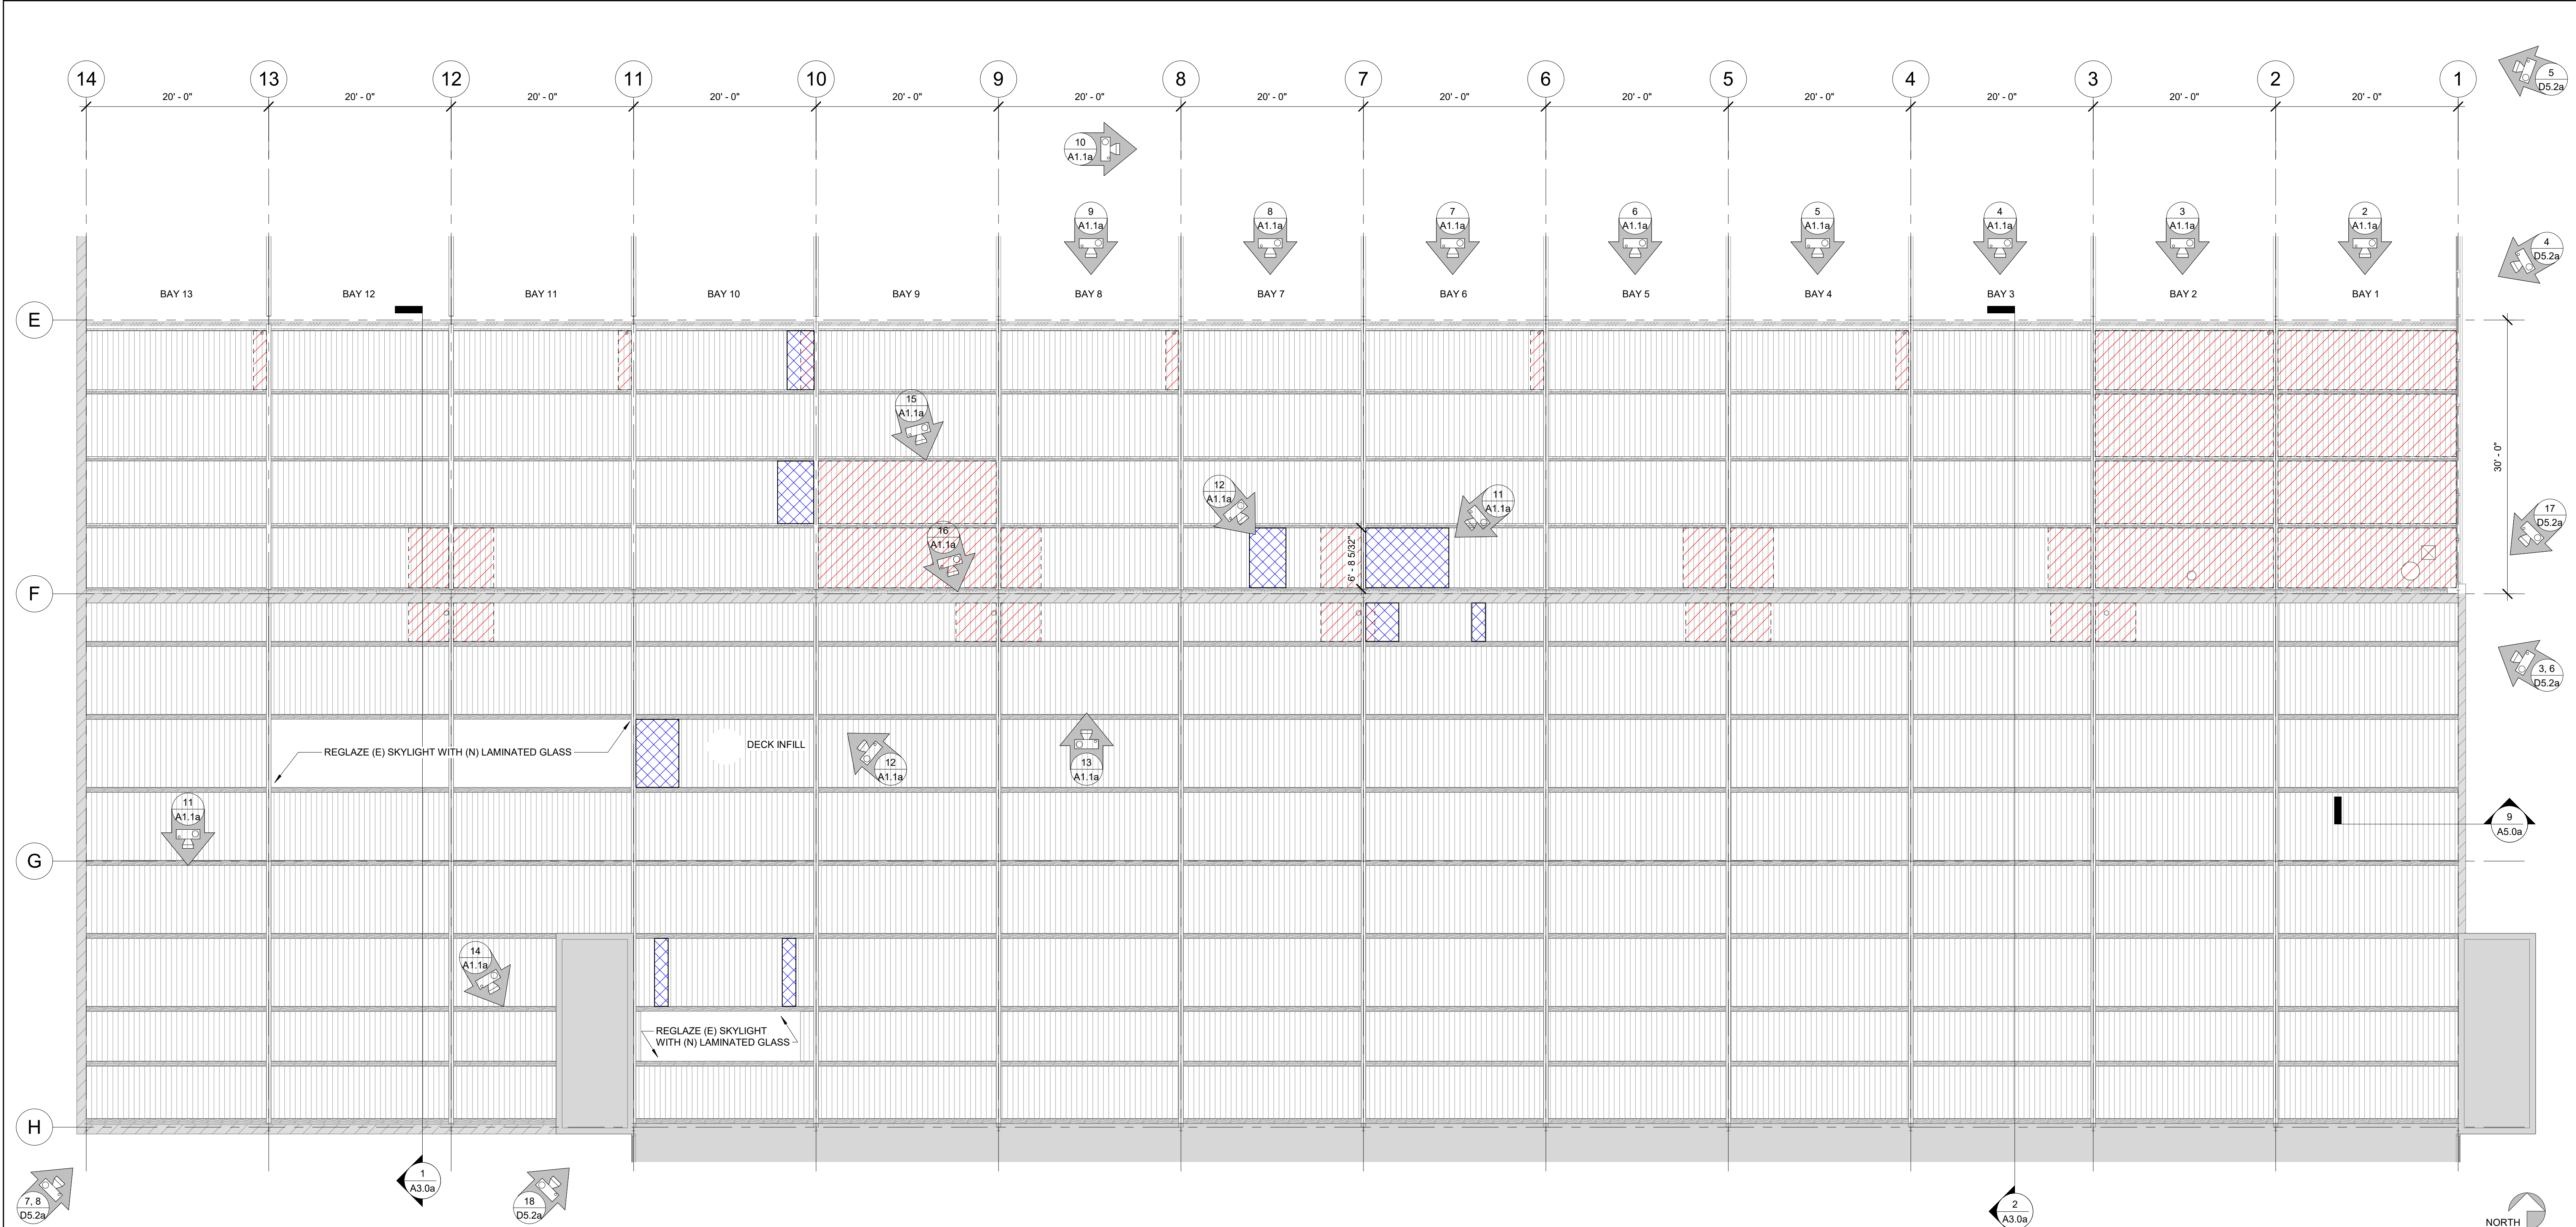 14 13 12 11 10 9 8 7 6 5 4 3 2 1
20' - 0" 20' - 0" 20' - 0" 20' - 0" 20' - 0" 20' - 0" 20' - 0" 20' - 0" 20' - 0" 20' - 0" 20' - 0" 20' - 0" 20' - 0"
5
D5.2a
10
A1.1a
9
A1.1a
8
A1.1a
7
A1.1a
6
A1.1a
5
A1.1a
4
A1.1a
3
A1.1a
2
A1.1a
4
D5.2a
BAY 13 BAY 12 BAY 11 BAY 10 BAY 9 BAY 8 BAY 7 BAY 6 BAY 5 BAY 4 BAY 3 BAY 2 BAY 1
E
15
A1.1a
30' - 0"
12
A1.1a
11
A1.1a
17
D5.2a
16
A1.1a
6' - 8 5/32"
F
3, 6
D5.2a
REGLAZE (E) SKYLIGHT WITH (N) LAMINATED GLASS
DECK INFILL
12
A1.1a
13
A1.1a
11
A1.1a
9
A5.0a
G
14
A1.1a
REGLAZE (E) SKYLIGHT
WITH (N) LAMINATED GLASS
H
1
A3.0a
7, 8
D5.2a
18
D5.2a
2
A3.0a
NORTH